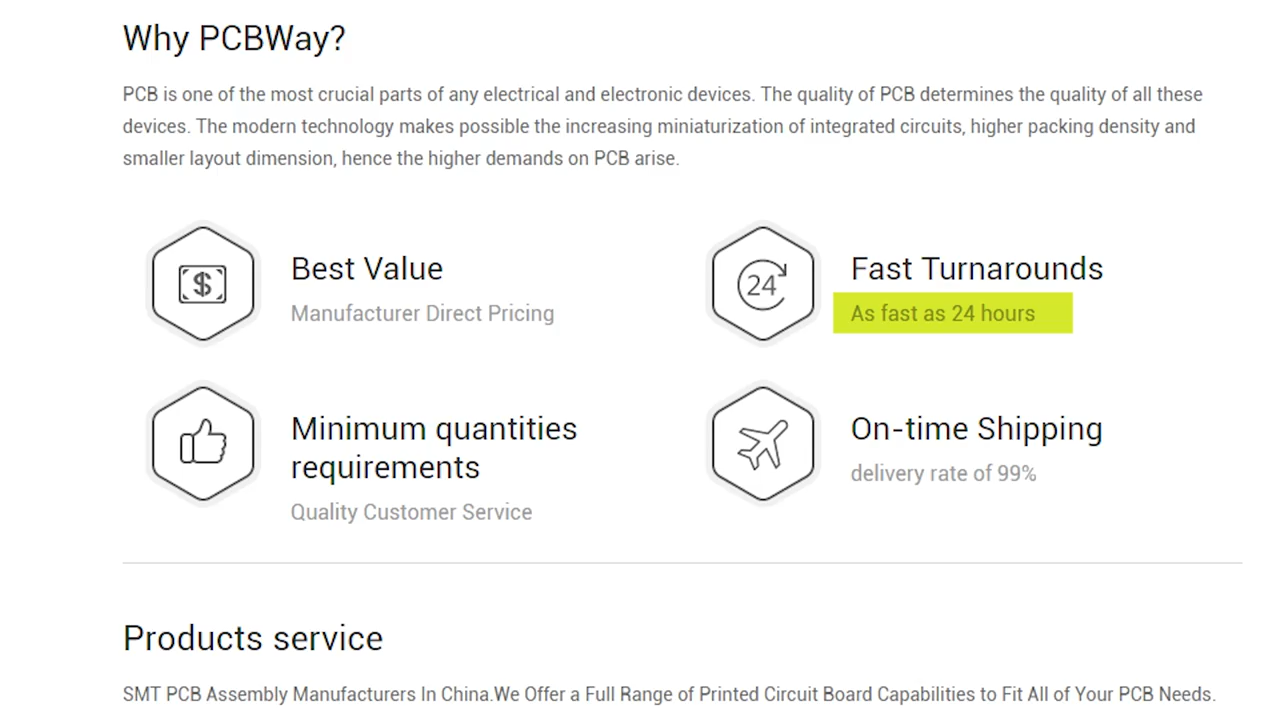 Why PCBWay?
PCB is one of the most crucial parts of any electrical and electronic devices. The quality of PCB determines the quality of all these
devices. The modern technology makes possible the increasing miniaturization of integrated circuits, higher packing density and
smaller layout dimension, hence the higher demands on PCB arise.
$
Best Value
Manufacturer Direct Pricing
24
Fast Turnarounds
As fast as 24 hours
Minimum quantities
requirements
Quality Customer Service
On-time Shipping
delivery rate of 99%
Products service
SMT PCB Assembly Manufacturers In China.We Offer a Full Range of Printed Circuit Board Capabilities to Fit All of Your PCB Needs.